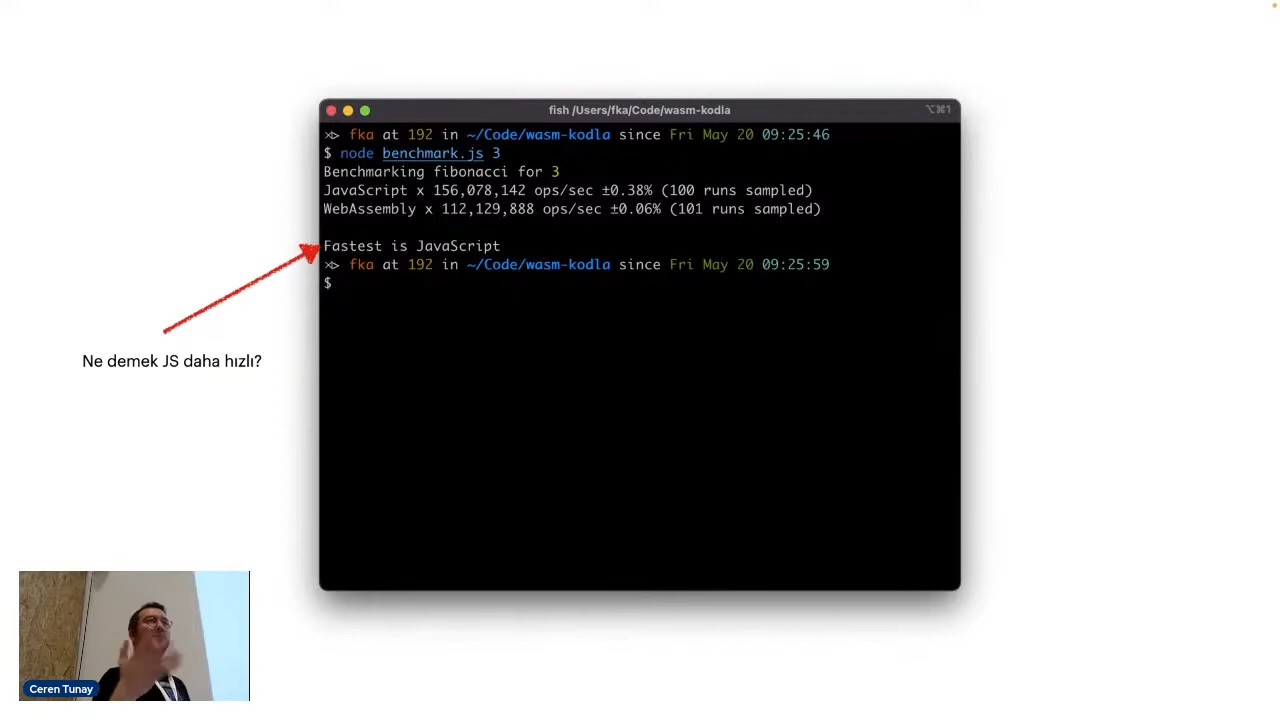 fish /Users/fka/Code/wasm-kodla
⌥⌘1
fka at 192 in ~/Code/wasm-kodla since Fri May 20 09:25:46
$ node benchmark.js 3
Benchmarking fibonacci for 3
JavaScript x 156,078,142 ops/sec ±0.38% (100 runs sampled)
WebAssembly x 112,129,888 ops/sec ±0.06% (101 runs sampled)
Fastest is JavaScript
fka at 192 in ~/Code/wasm-kodla since Fri May 20 09:25:59
$
Ne demek JS daha hızlı?
Ceren Tunay